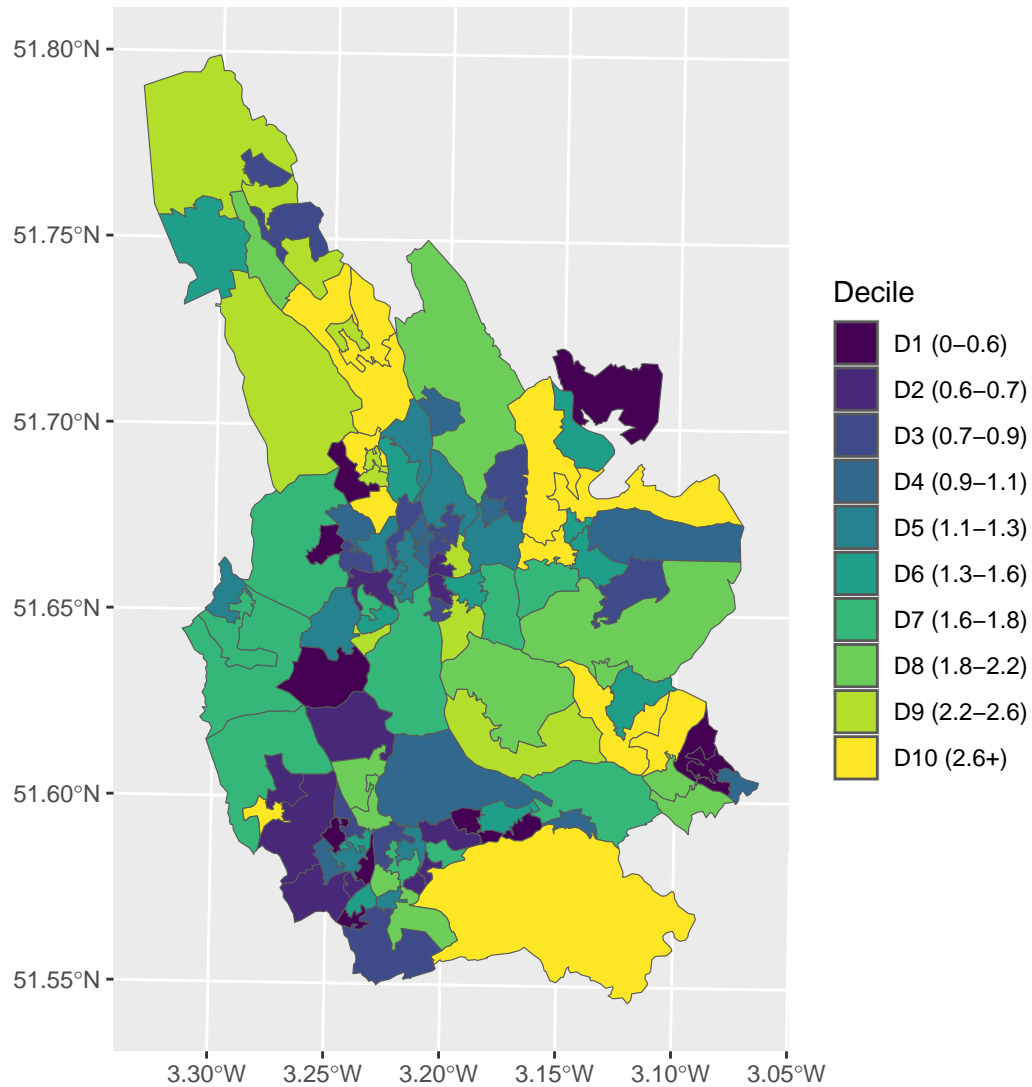 51.80°N
51.75°N
51.70°N
51.65°N
51.60°N
51.55°N
3.30°W 3.25°W 3.20°W 3.15°W 3.10°W 3.05°W
Decile
D1 (0–0.6)
D2 (0.6–0.7)
D3 (0.7–0.9)
D4 (0.9–1.1)
D5 (1.1–1.3)
D6 (1.3–1.6)
D7 (1.6–1.8)
D8 (1.8–2.2)
D9 (2.2–2.6)
D10 (2.6+)